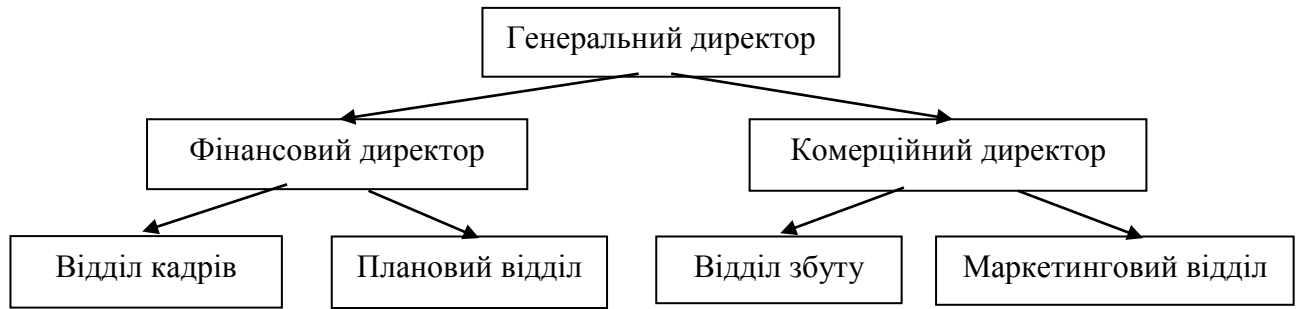 Генеральний директор
Фінансовий директор
Комерційний директор
Відділ кадрів
Плановий відділ
Відділ збуту
Маркетинговий відділ